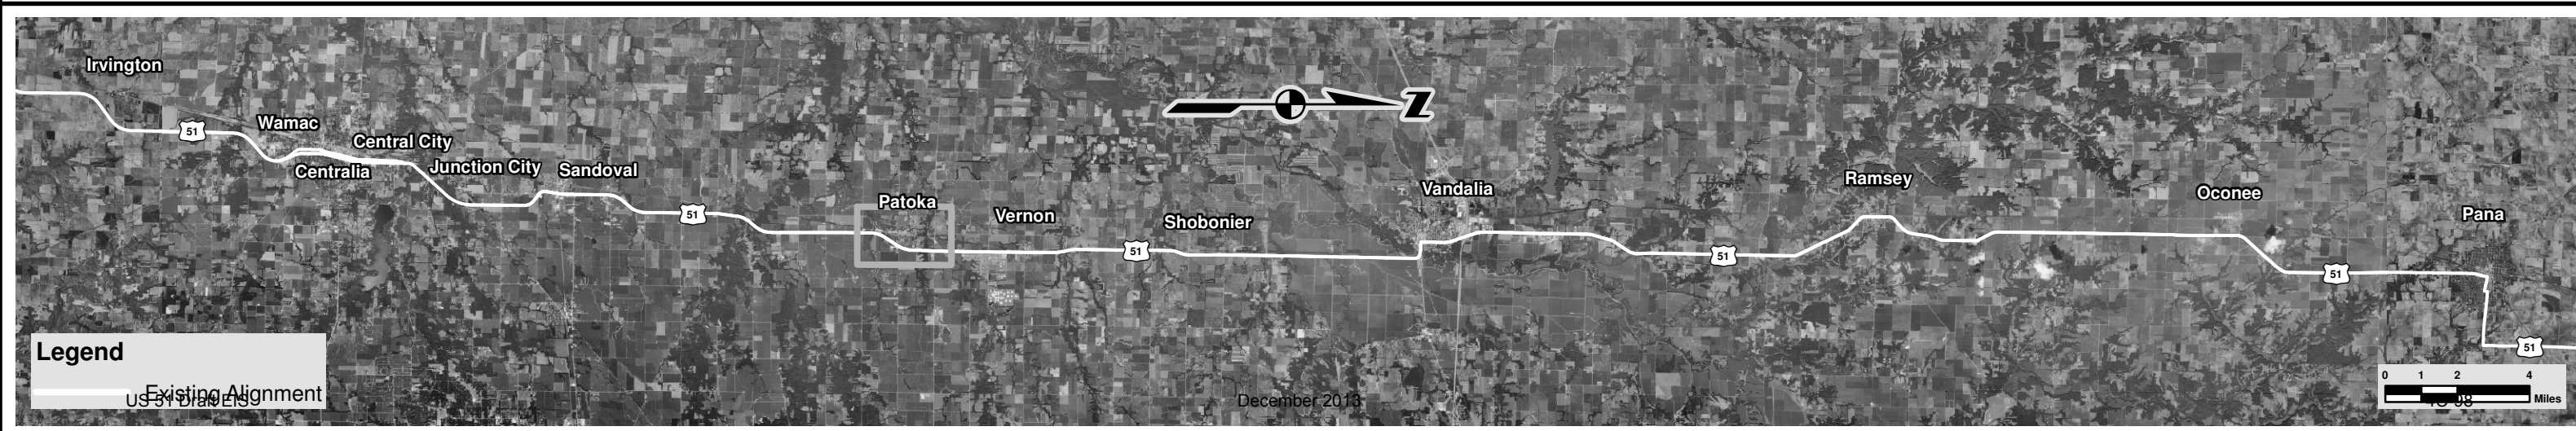 Irvington
51
Wamac
Central City
Centralia
Junction City
Sandoval
51
Patoka
Vernon
51
Shobonier
Vandalia
51
Ramsey
Oconee
51
Pana
51
Z
Legend
Existing Alignment
US 51 Draft EIS
December 2013
0 1 2 4
Miles